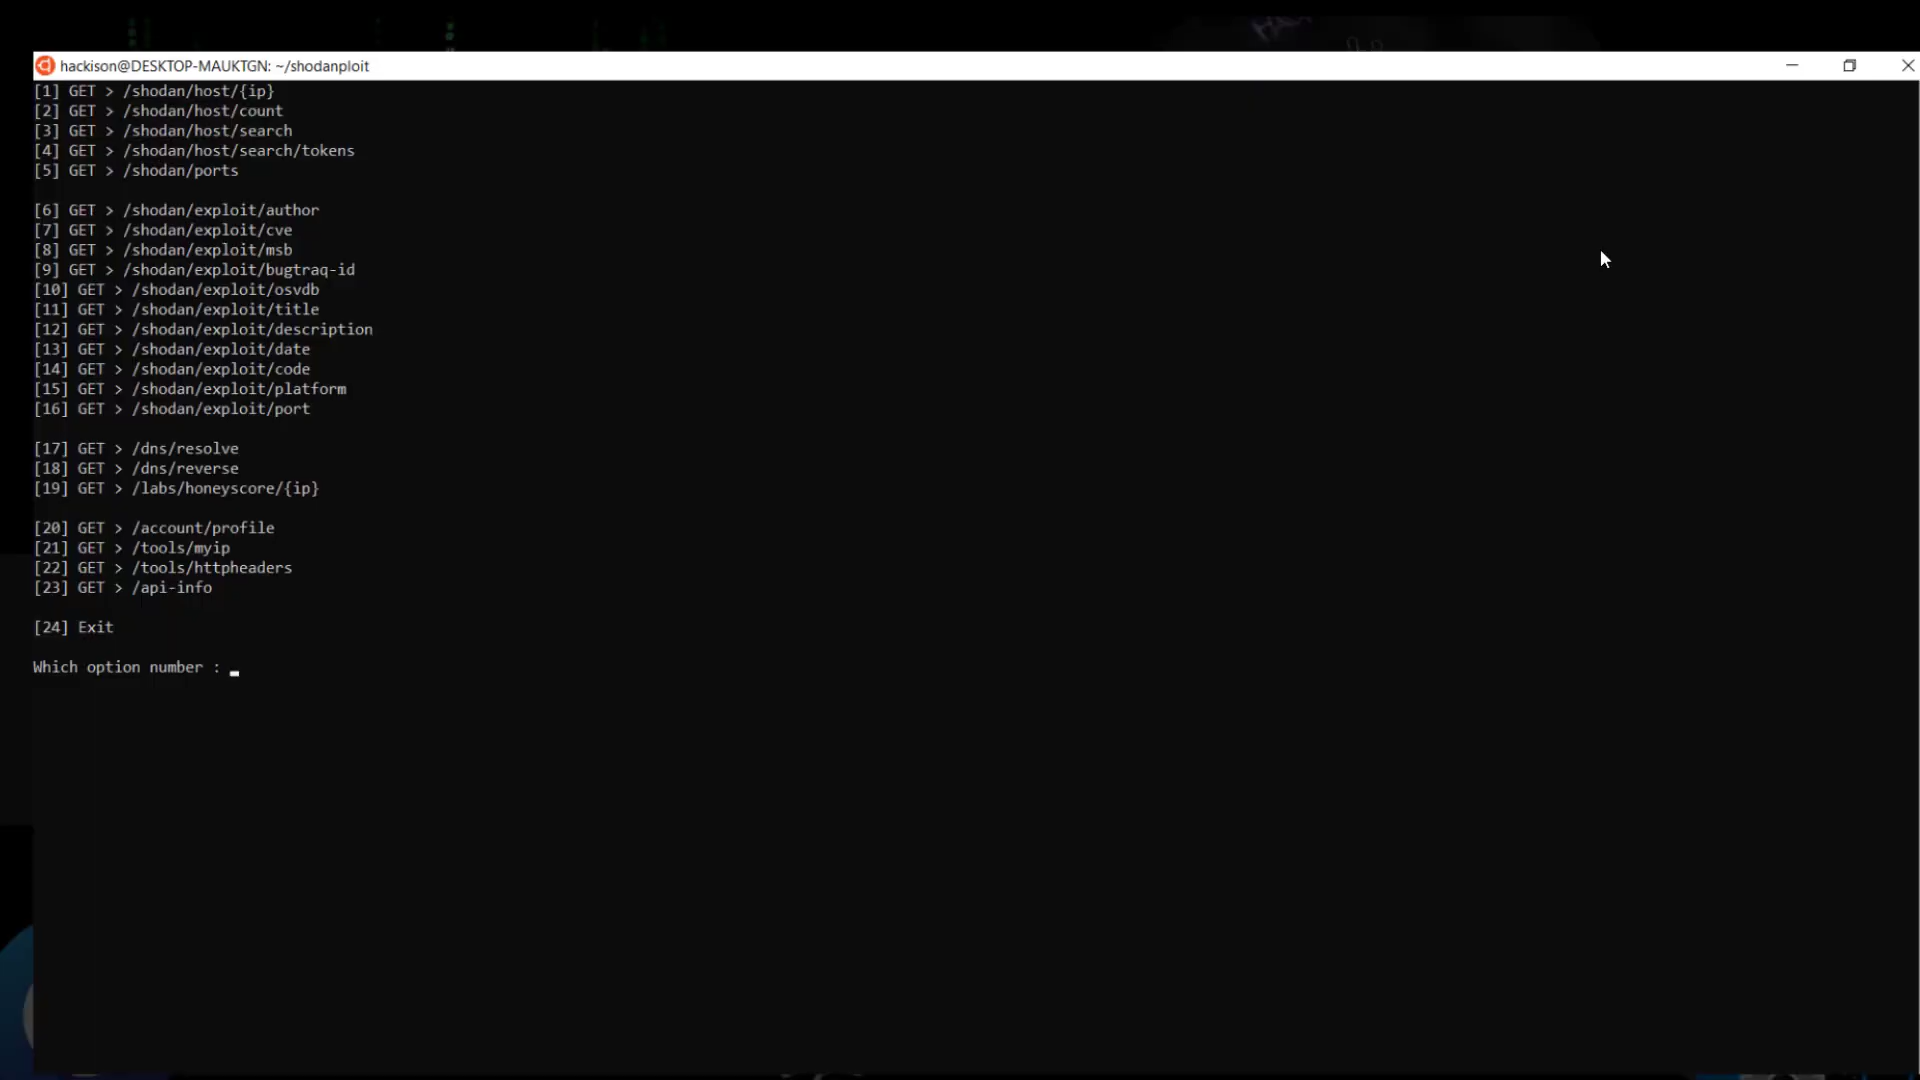 hackison@DESKTOP-MAUKTGN: ~/shodanploit
[1] GET > /shodan/host/{ip}
[2] GET > /shodan/host/count
[3] GET > /shodan/host/search
[4] GET > /shodan/host/search/tokens
[5] GET > /shodan/ports
[6] GET > /shodan/exploit/author
[7] GET > /shodan/exploit/cve
[8] GET > /shodan/exploit/msb
[9] GET > /shodan/exploit/bugtraq-id
[10] GET > /shodan/exploit/osvdb
[11] GET > /shodan/exploit/title
[12] GET > /shodan/exploit/description
[13] GET > /shodan/exploit/date
[14] GET > /shodan/exploit/code
[15] GET > /shodan/exploit/platform
[16] GET > /shodan/exploit/port
[17] GET > /dns/resolve
[18] GET > /dns/reverse
[19] GET > /labs/honeyscore/{ip}
[20] GET > /account/profile
[21] GET > /tools/myip
[22] GET > /tools/httpheaders
[23] GET > /api-info
[24] Exit
Which option number :